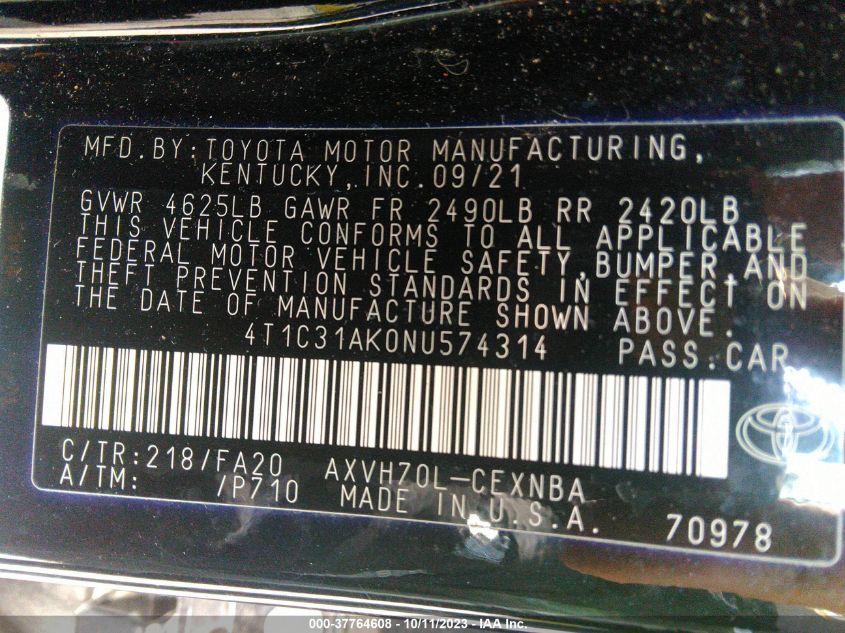 MFD.BY:TOYOTA MOTOR MANUFACTURING,
KENTUCKY,INC.09/21
GVWR 4625LB GAWR FR 2490LB RR 2420LB
THIS VEHICLE CONFORMS TO ALL APPLICABLE
FEDERAL MOTOR VEHICLE SAFETY,BUMPER,AND
THEFT PREVENTION STANDARDS IN EFFECT ON
THE DATE OF MANUFACTURE SHOWN ABOVE.
4T1C31AK0NU574314 PASS.CAR
C/TR:218/FA20 AXVH70L-CEXNBA
A/TM: /P710 MADE IN U.S.A. 70978
000-37764608 - 10/11/2023 - IAA Inc.